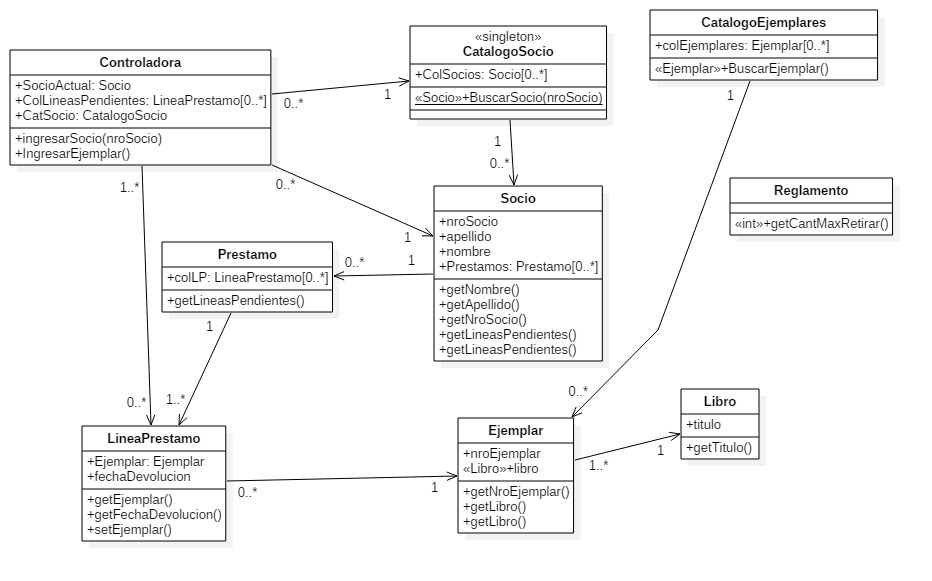 Controladora
+SocioActual: Socio
+ColLineasPendientes: LineaPrestamo[0..*]
+CatSocio: CatalogoSocio
+ingresarSocio(nroSocio)
+IngresarEjemplar()
0..*
1
«singleton»
CatalogoSocio
+ColSocios: Socio[0..*]
«Socio»+BuscarSocio(nroSocio)
CatalogoEjemplares
+colEjemplares: Ejemplar[0..*]
«Ejemplar»+BuscarEjemplar()
1
1
0..*
1..*
0..*
1
Socio
+nroSocio
+apellido
+nombre
+Prestamos: Prestamo[0..*]
+getNombre()
+getApellido()
+getNroSocio()
+getLineasPendientes()
+getLineasPendientes()
Reglamento
«int»+getCantMaxRetirar()
Prestamo
+colLP: LineaPrestamo[0..*]
+getLineasPendientes()
0..*
1
1
1..*
0..*
0..*
LineaPrestamo
+Ejemplar: Ejemplar
+fechaDevolucion
+getEjemplar()
+getFechaDevolucion()
+setEjemplar()
0..*
1
Ejemplar
+nroEjemplar
«Libro»+libro
+getNroEjemplar()
+getLibro()
+getLibro()
1..*
1
Libro
+titulo
+getTitulo()